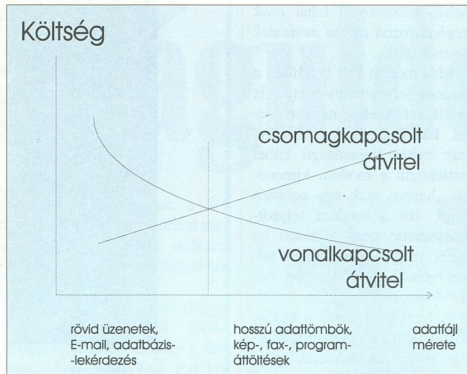 Költség
csomagkapcsolt
átvitel
vonalkapcsolt
átvitel
rövid üzenetek,
E-mail, adatbázis-
-lekérdezés
hosszú adattömbök,
kép-, fax-, program-
áttöltések
adatfájl
mérete